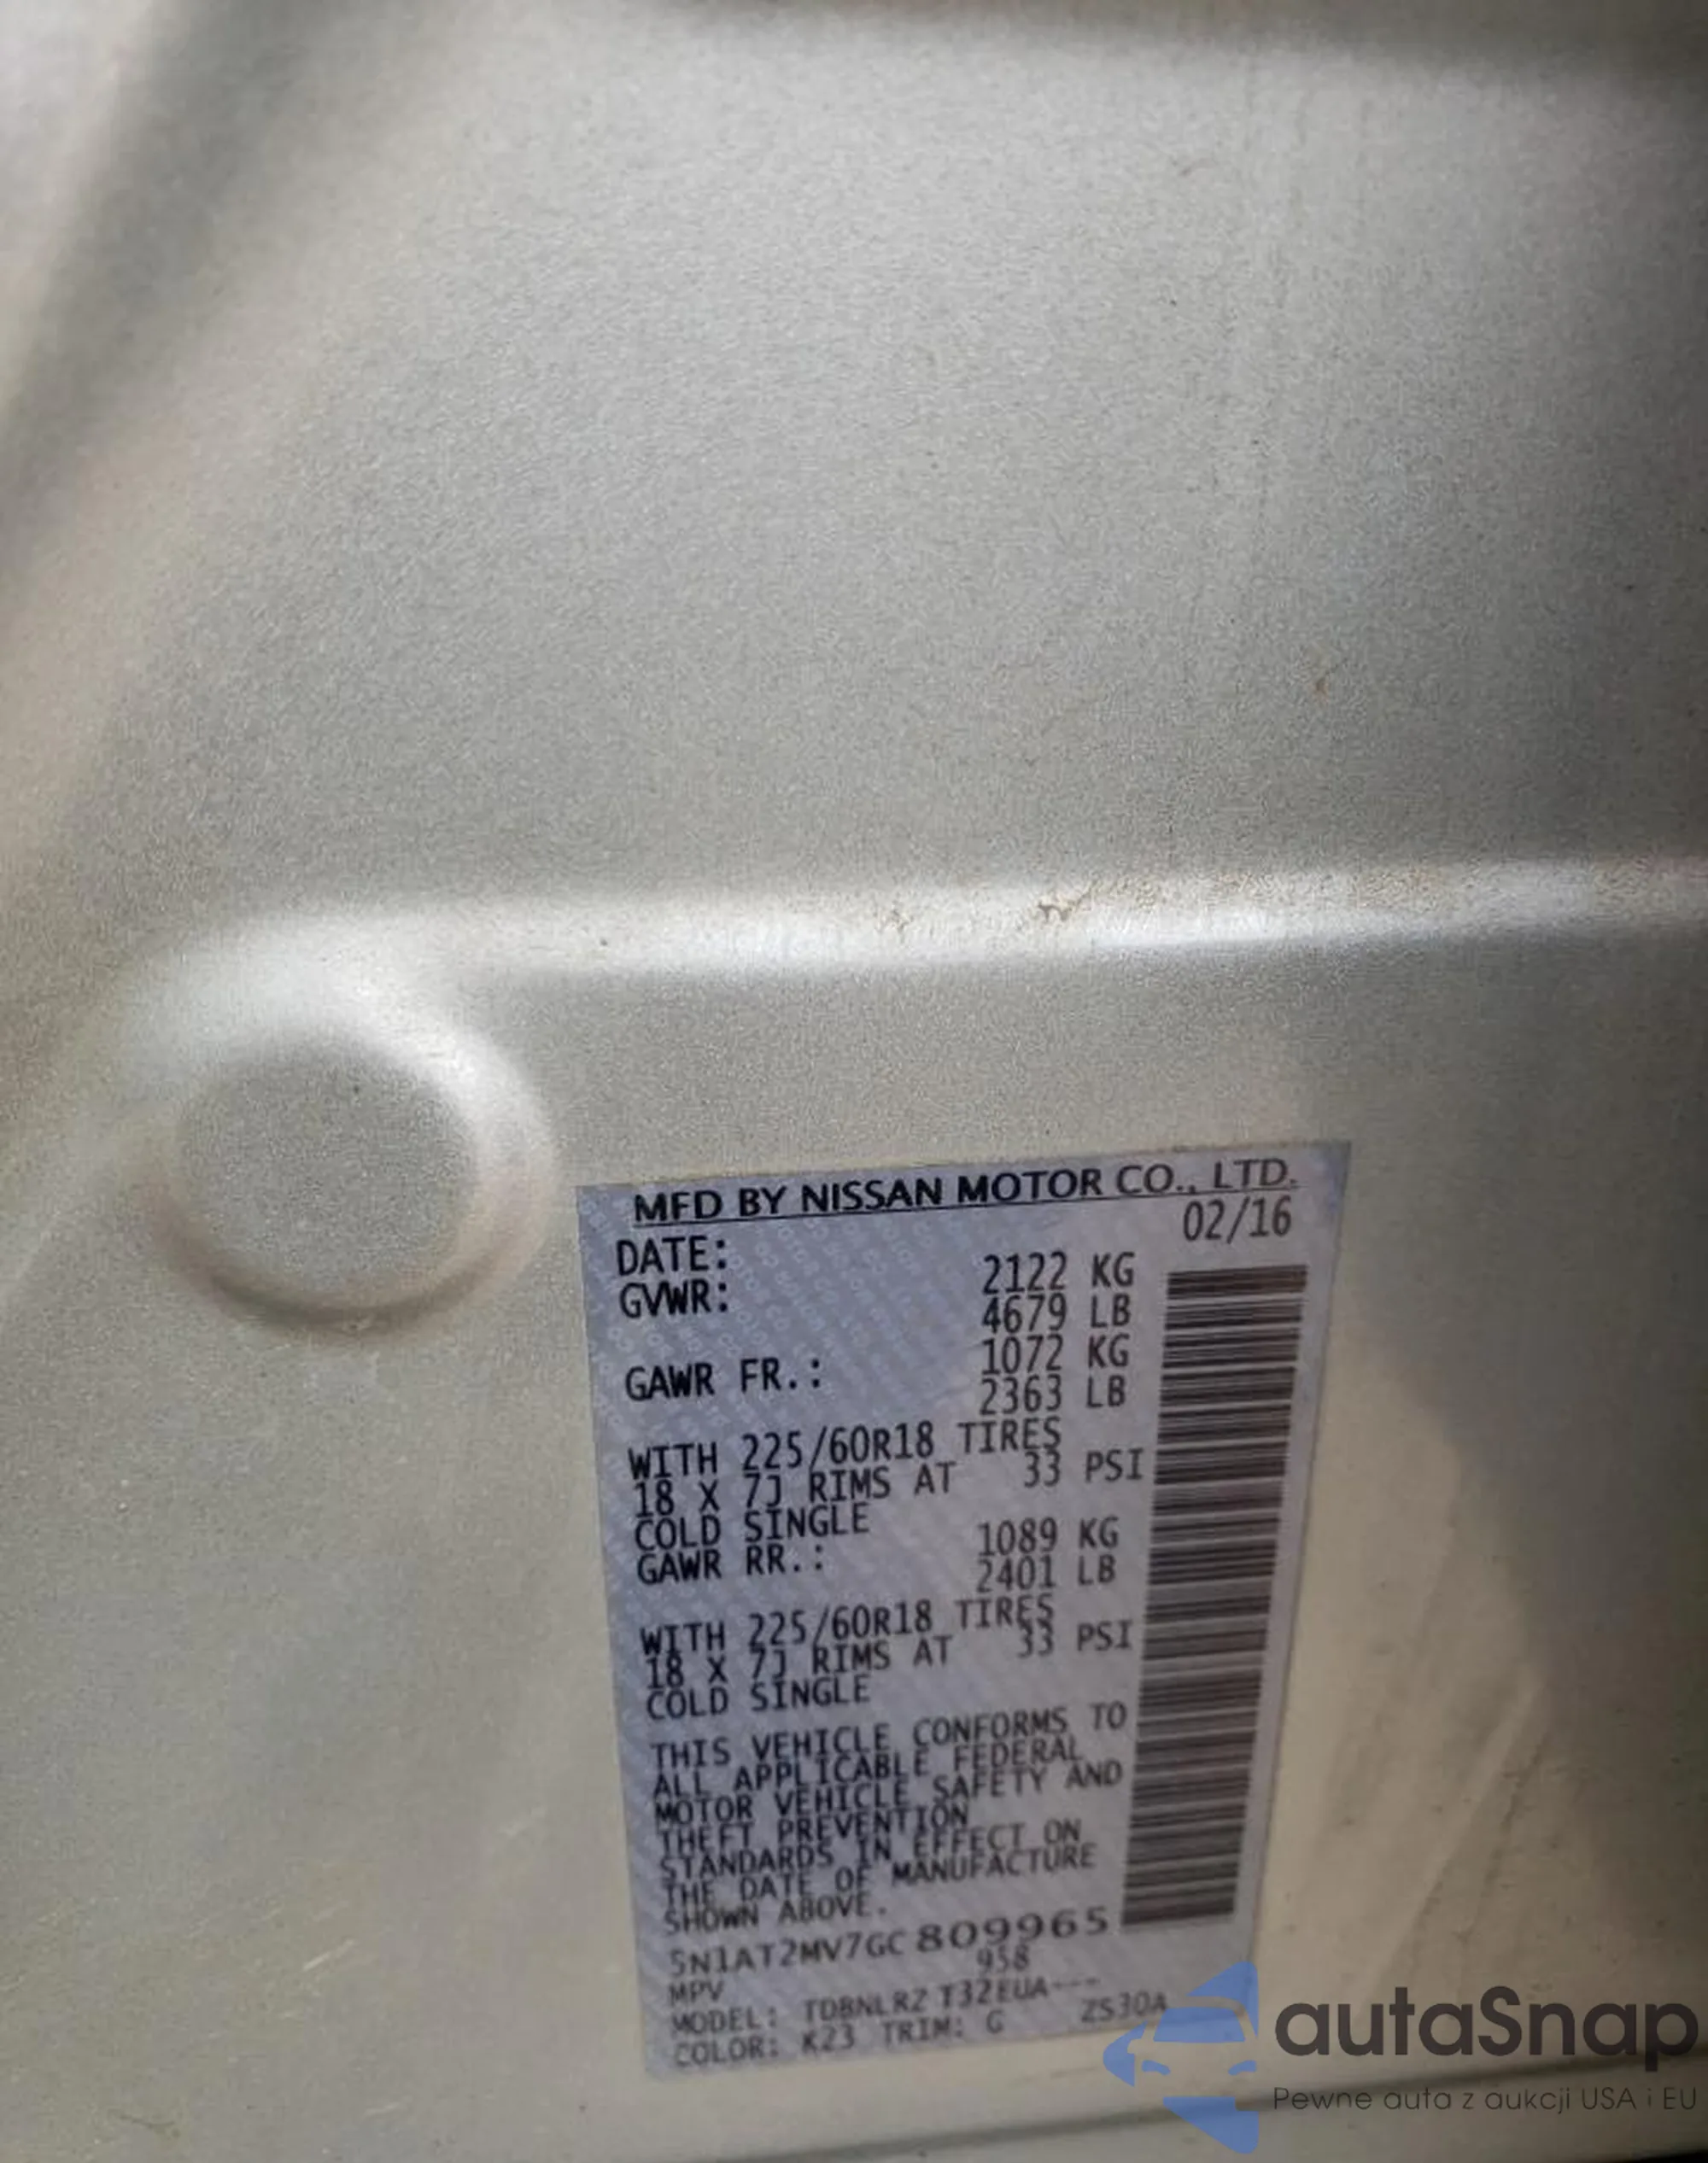 MFD BY NISSAN MOTOR CO., LTD.
DATE: 02/16
GVWR: 2122 KG
4679 LB
GAWR FR.: 1072 KG
2363 LB
WITH 225/60R18 TIRES
18 X 7J RIMS AT 33 PSI
COLD SINGLE
GAWR RR.: 1089 KG
2401 LB
WITH 225/60R18 TIRES
18 X 7J RIMS AT 33 PSI
COLD SINGLE
THIS VEHICLE CONFORMS TO
ALL APPLICABLE FEDERAL
MOTOR VEHICLE SAFETY AND
THEFT PREVENTION
STANDARDS IN EFFECT ON
THE DATE OF MANUFACTURE
SHOWN ABOVE.
5N1AT2MV7GC809965
MPV 958
MODEL: TDBNLRZ T32EUA---
COLOR: K23 TRIM: G ZS30A
autaSnap
Pewne auta z aukcji USA i EU